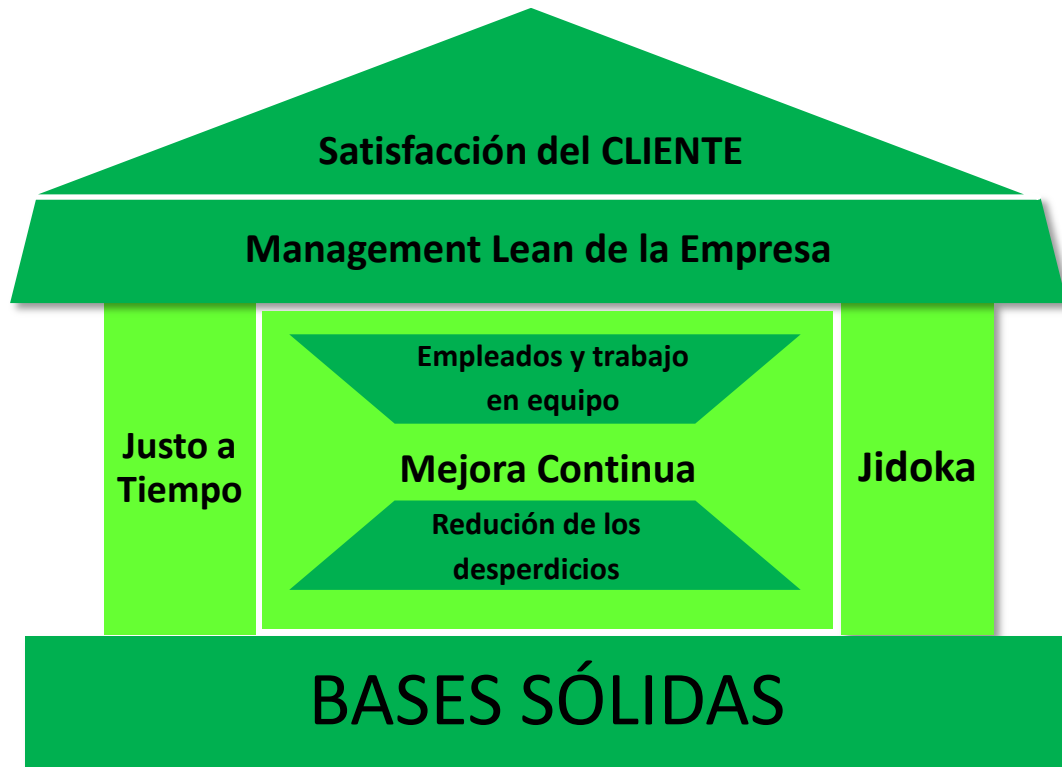 Satisfacción del CLIENTE
Management Lean de la Empresa
Empleados y trabajo
en equipo
Justo a
Tiempo
Mejora Continua
Jidoka
Redución de los
desperdicios
BASES SÓLIDAS